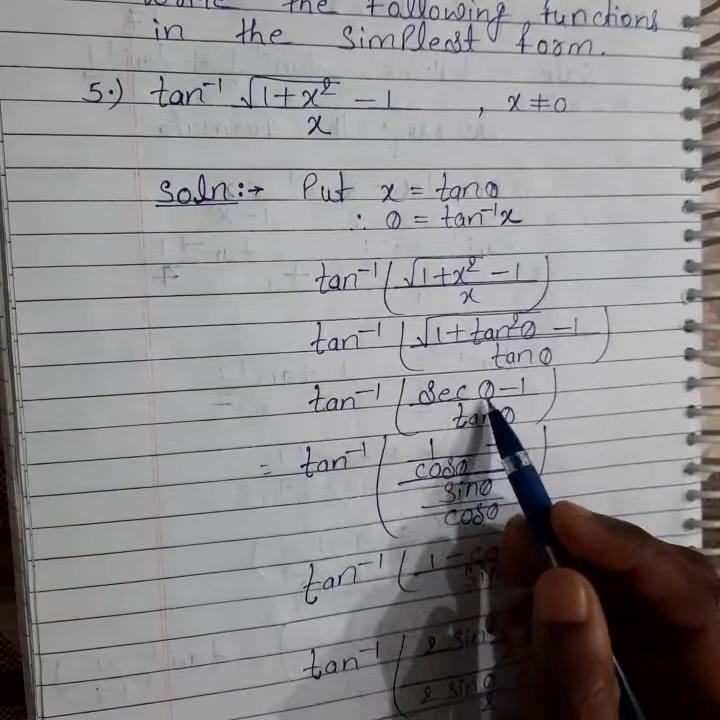 the following functions
in the simplest form.
5.) tan⁻¹ √(1+x²) − 1 / x , x ≠ 0
Soln:→ Put x = tanθ
∴ θ = tan⁻¹x
tan⁻¹ ( √(1+x²) − 1 / x )
tan⁻¹ ( √(1+tan²θ) − 1 / tanθ )
tan⁻¹ ( secθ − 1 / tanθ )
= tan⁻¹ ( 1/cosθ − / sinθ/cosθ )
tan⁻¹ ( 1 −
tan⁻¹ ( 2 sin / 2 sin